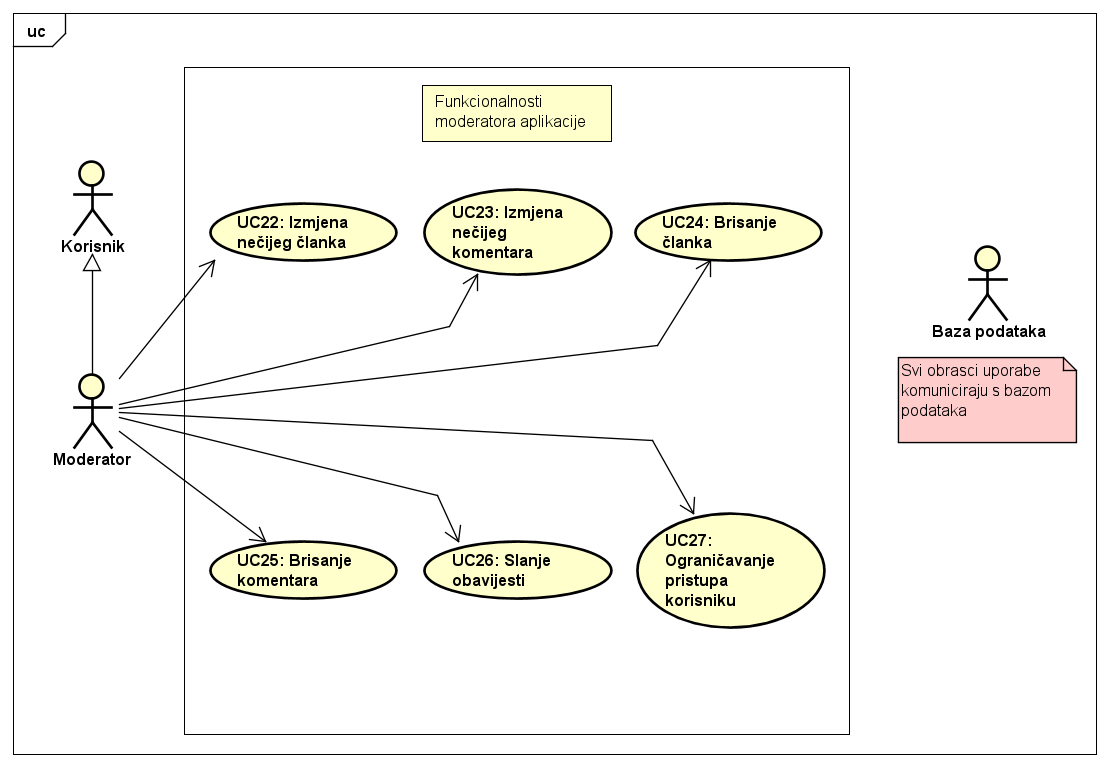 uc
Funkcionalnosti
moderatora aplikacije
Korisnik
UC22: Izmjena
nečijeg članka
UC23: Izmjena
nečijeg
komentara
UC24: Brisanje
članka
Baza podataka
Svi obrasci uporabe
komuniciraju s bazom
podataka
Moderator
UC25: Brisanje
komentara
UC26: Slanje
obavijesti
UC27:
Ograničavanje
pristupa
korisniku